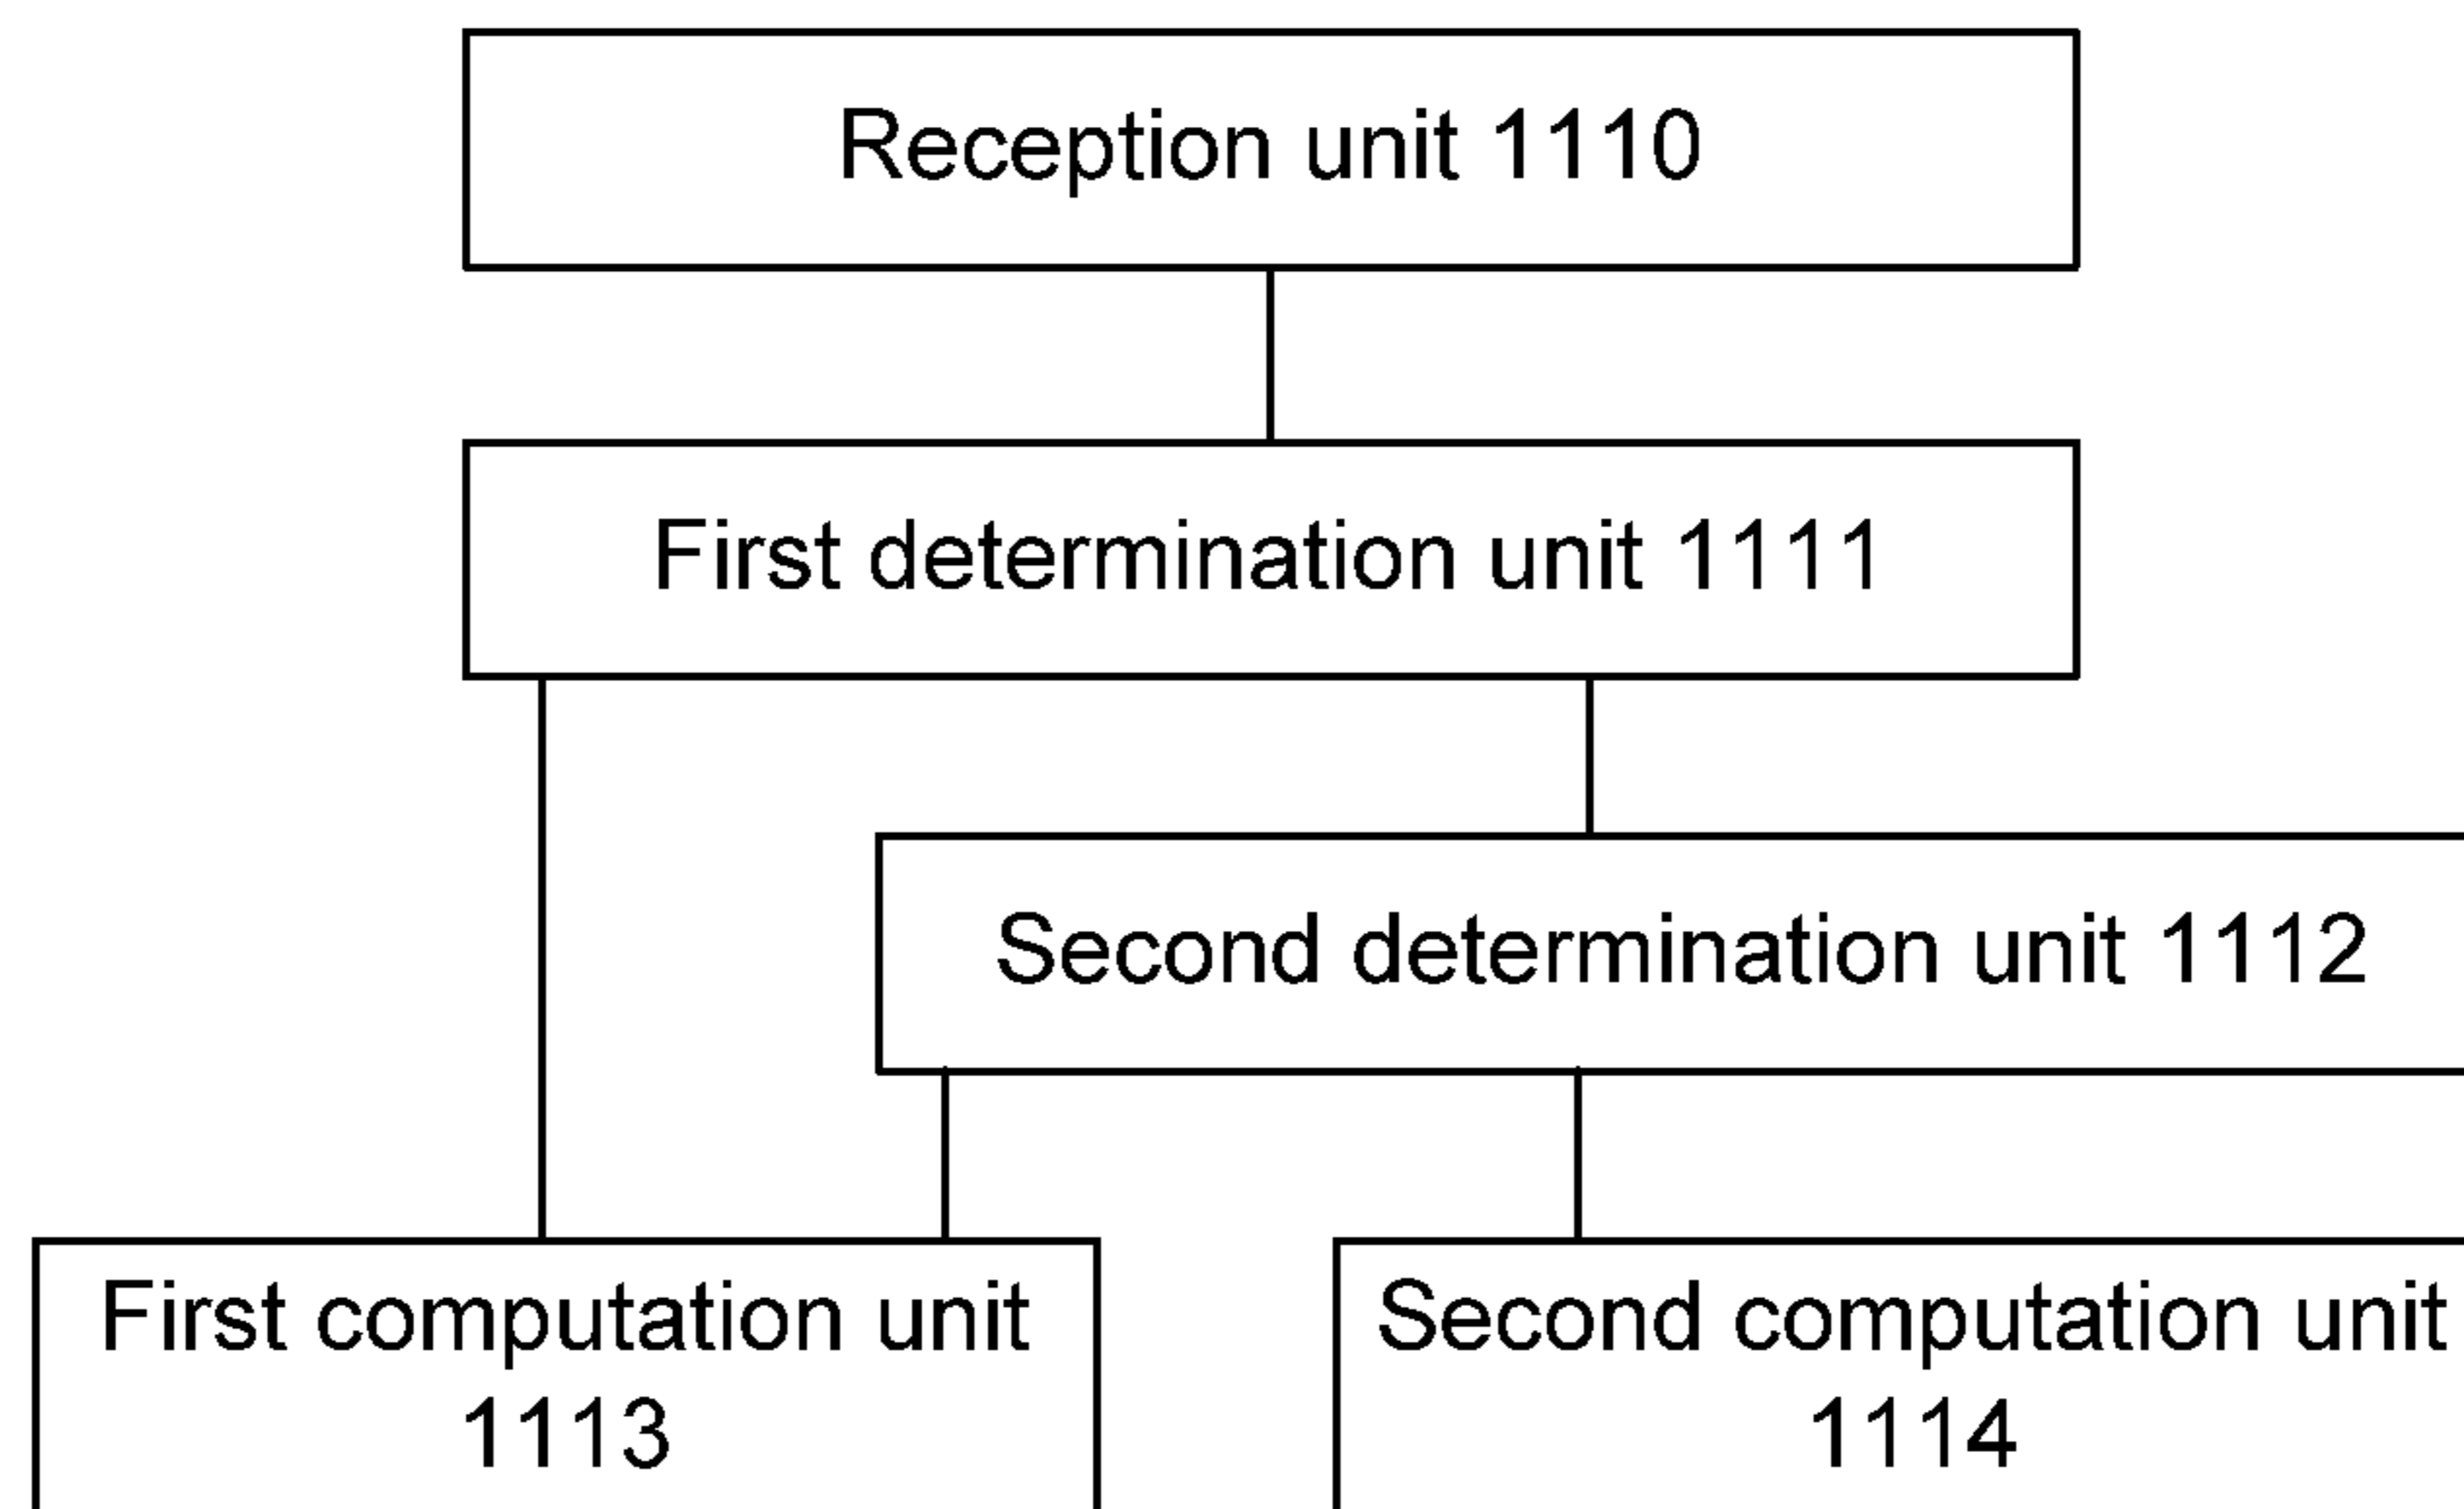 Reception unit 1110
First determination unit 1111
Second determination unit 1112
First computation unit
1113
Second computation unit
1114